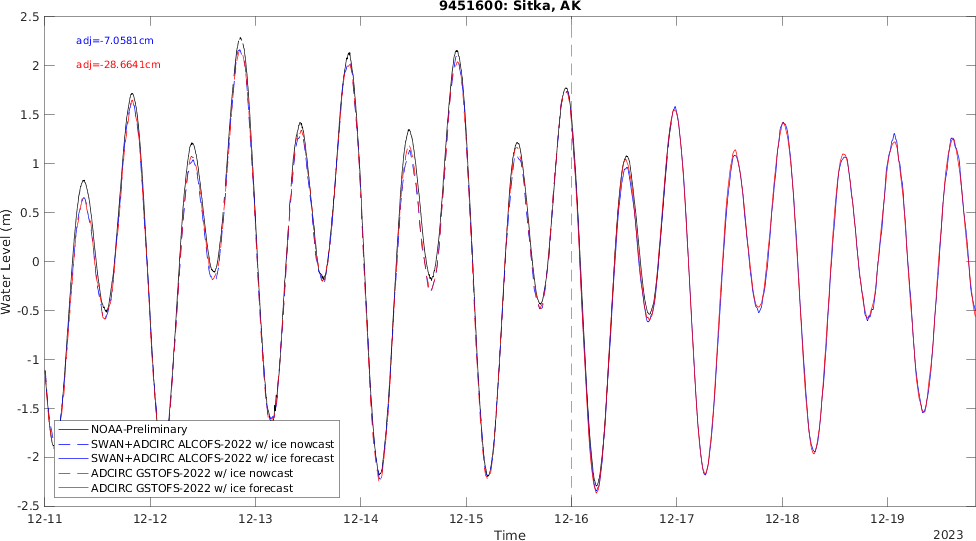 9451600: Sitka, AK
adj=-7.0581cm
adj=-28.6641cm
2.5
2
1.5
1
0.5
0
-0.5
-1
-1.5
-2
-2.5
Water Level (m)
NOAA-Preliminary
SWAN+ADCIRC ALCOFS-2022 w/ ice nowcast
SWAN+ADCIRC ALCOFS-2022 w/ ice forecast
ADCIRC GSTOFS-2022 w/ ice nowcast
ADCIRC GSTOFS-2022 w/ ice forecast
12-11 12-12 12-13 12-14 12-15 12-16 12-17 12-18 12-19
Time
2023